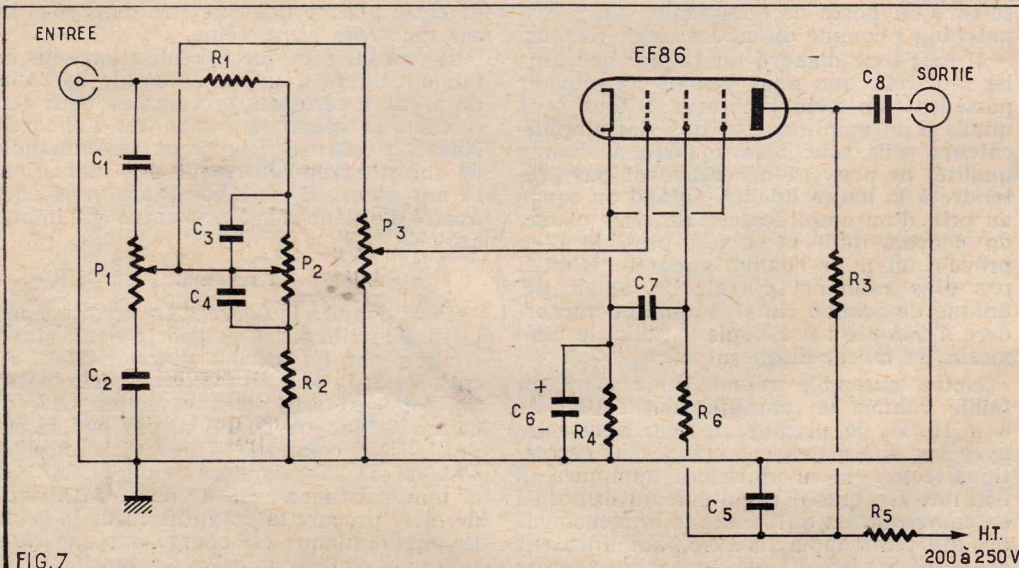 ENTREE
R1
EF86
C8
SORTIE
C1
C3
P1
P2
P3
C4
C7
R3
C2
R2
C6
+
-
R4
R6
C5
R5
H.T.
200 à 250 V
FIG.7